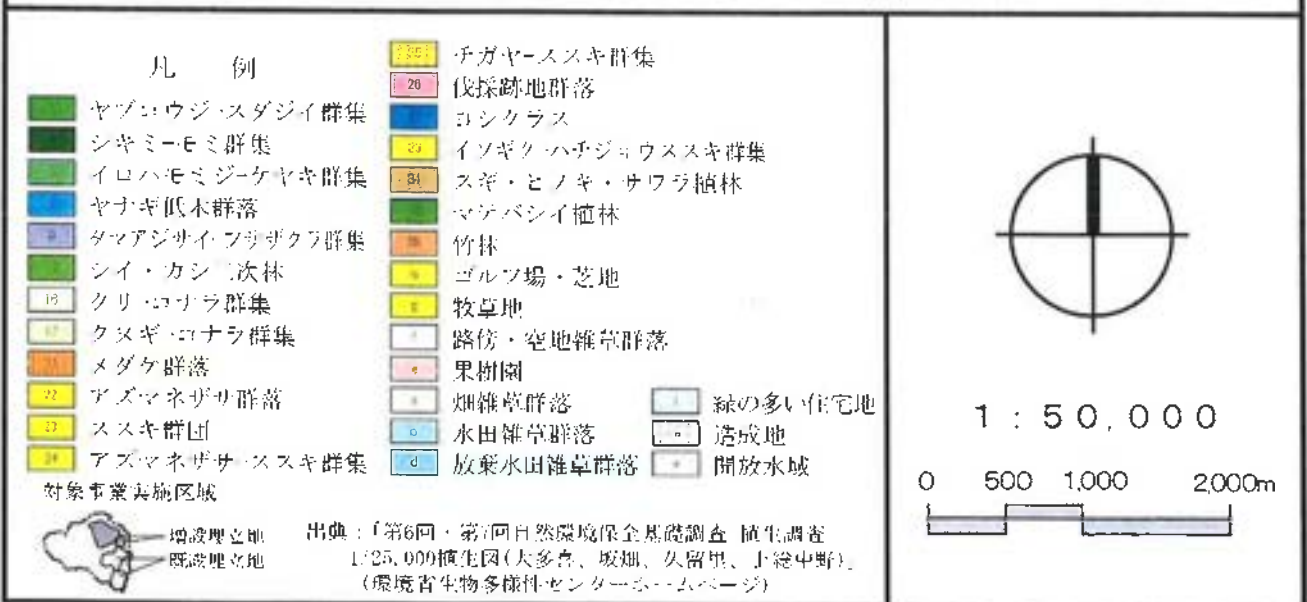 凡 例
ヤブコウジ-スダジイ群集
シキミ-モミ群集
イロハモミジ-ケヤキ群集
ヤナギ低木群落
9 タマアジサイ-フサザクラ群集
シイ・カシ二次林
16 クリ-コナラ群集
17 クヌギ-コナラ群集
メダケ群落
22 アズマネザサ群落
23 ススキ群団
24 アズマネザサ-ススキ群集
25 チガヤ-ススキ群集
26 伐採跡地群落
ヨシクラス
イソギク-ハチジョウススキ群集
スギ・ヒノキ・サワラ植林
マテバシイ植林
竹林
ゴルフ場・芝地
牧草地
路傍・空地雑草群落
果樹園
畑雑草群落
水田雑草群落
d 放棄水田雑草群落
緑の多い住宅地
造成地
開放水域
対象事業実施区域
増設埋立地
既設埋立地
出典:「第6回・第7回自然環境保全基礎調査 植生調査
1/25,000植生図(大多喜、坂畑、久留里、上総中野)」
(環境省生物多様性センターホームページ)
1:50,000
0 500 1,000 2,000m